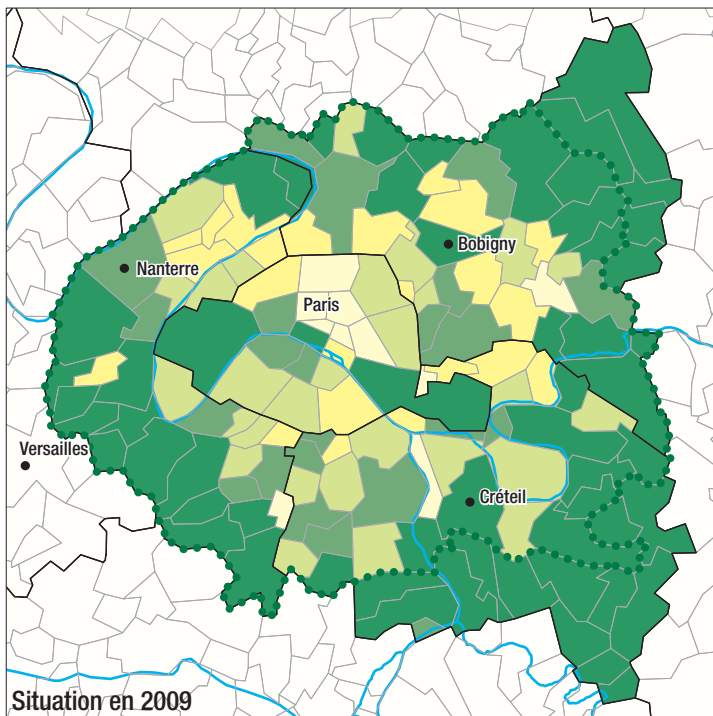 Bobigny
Nanterre
Paris
Versailles
Créteil
Situation en 2009